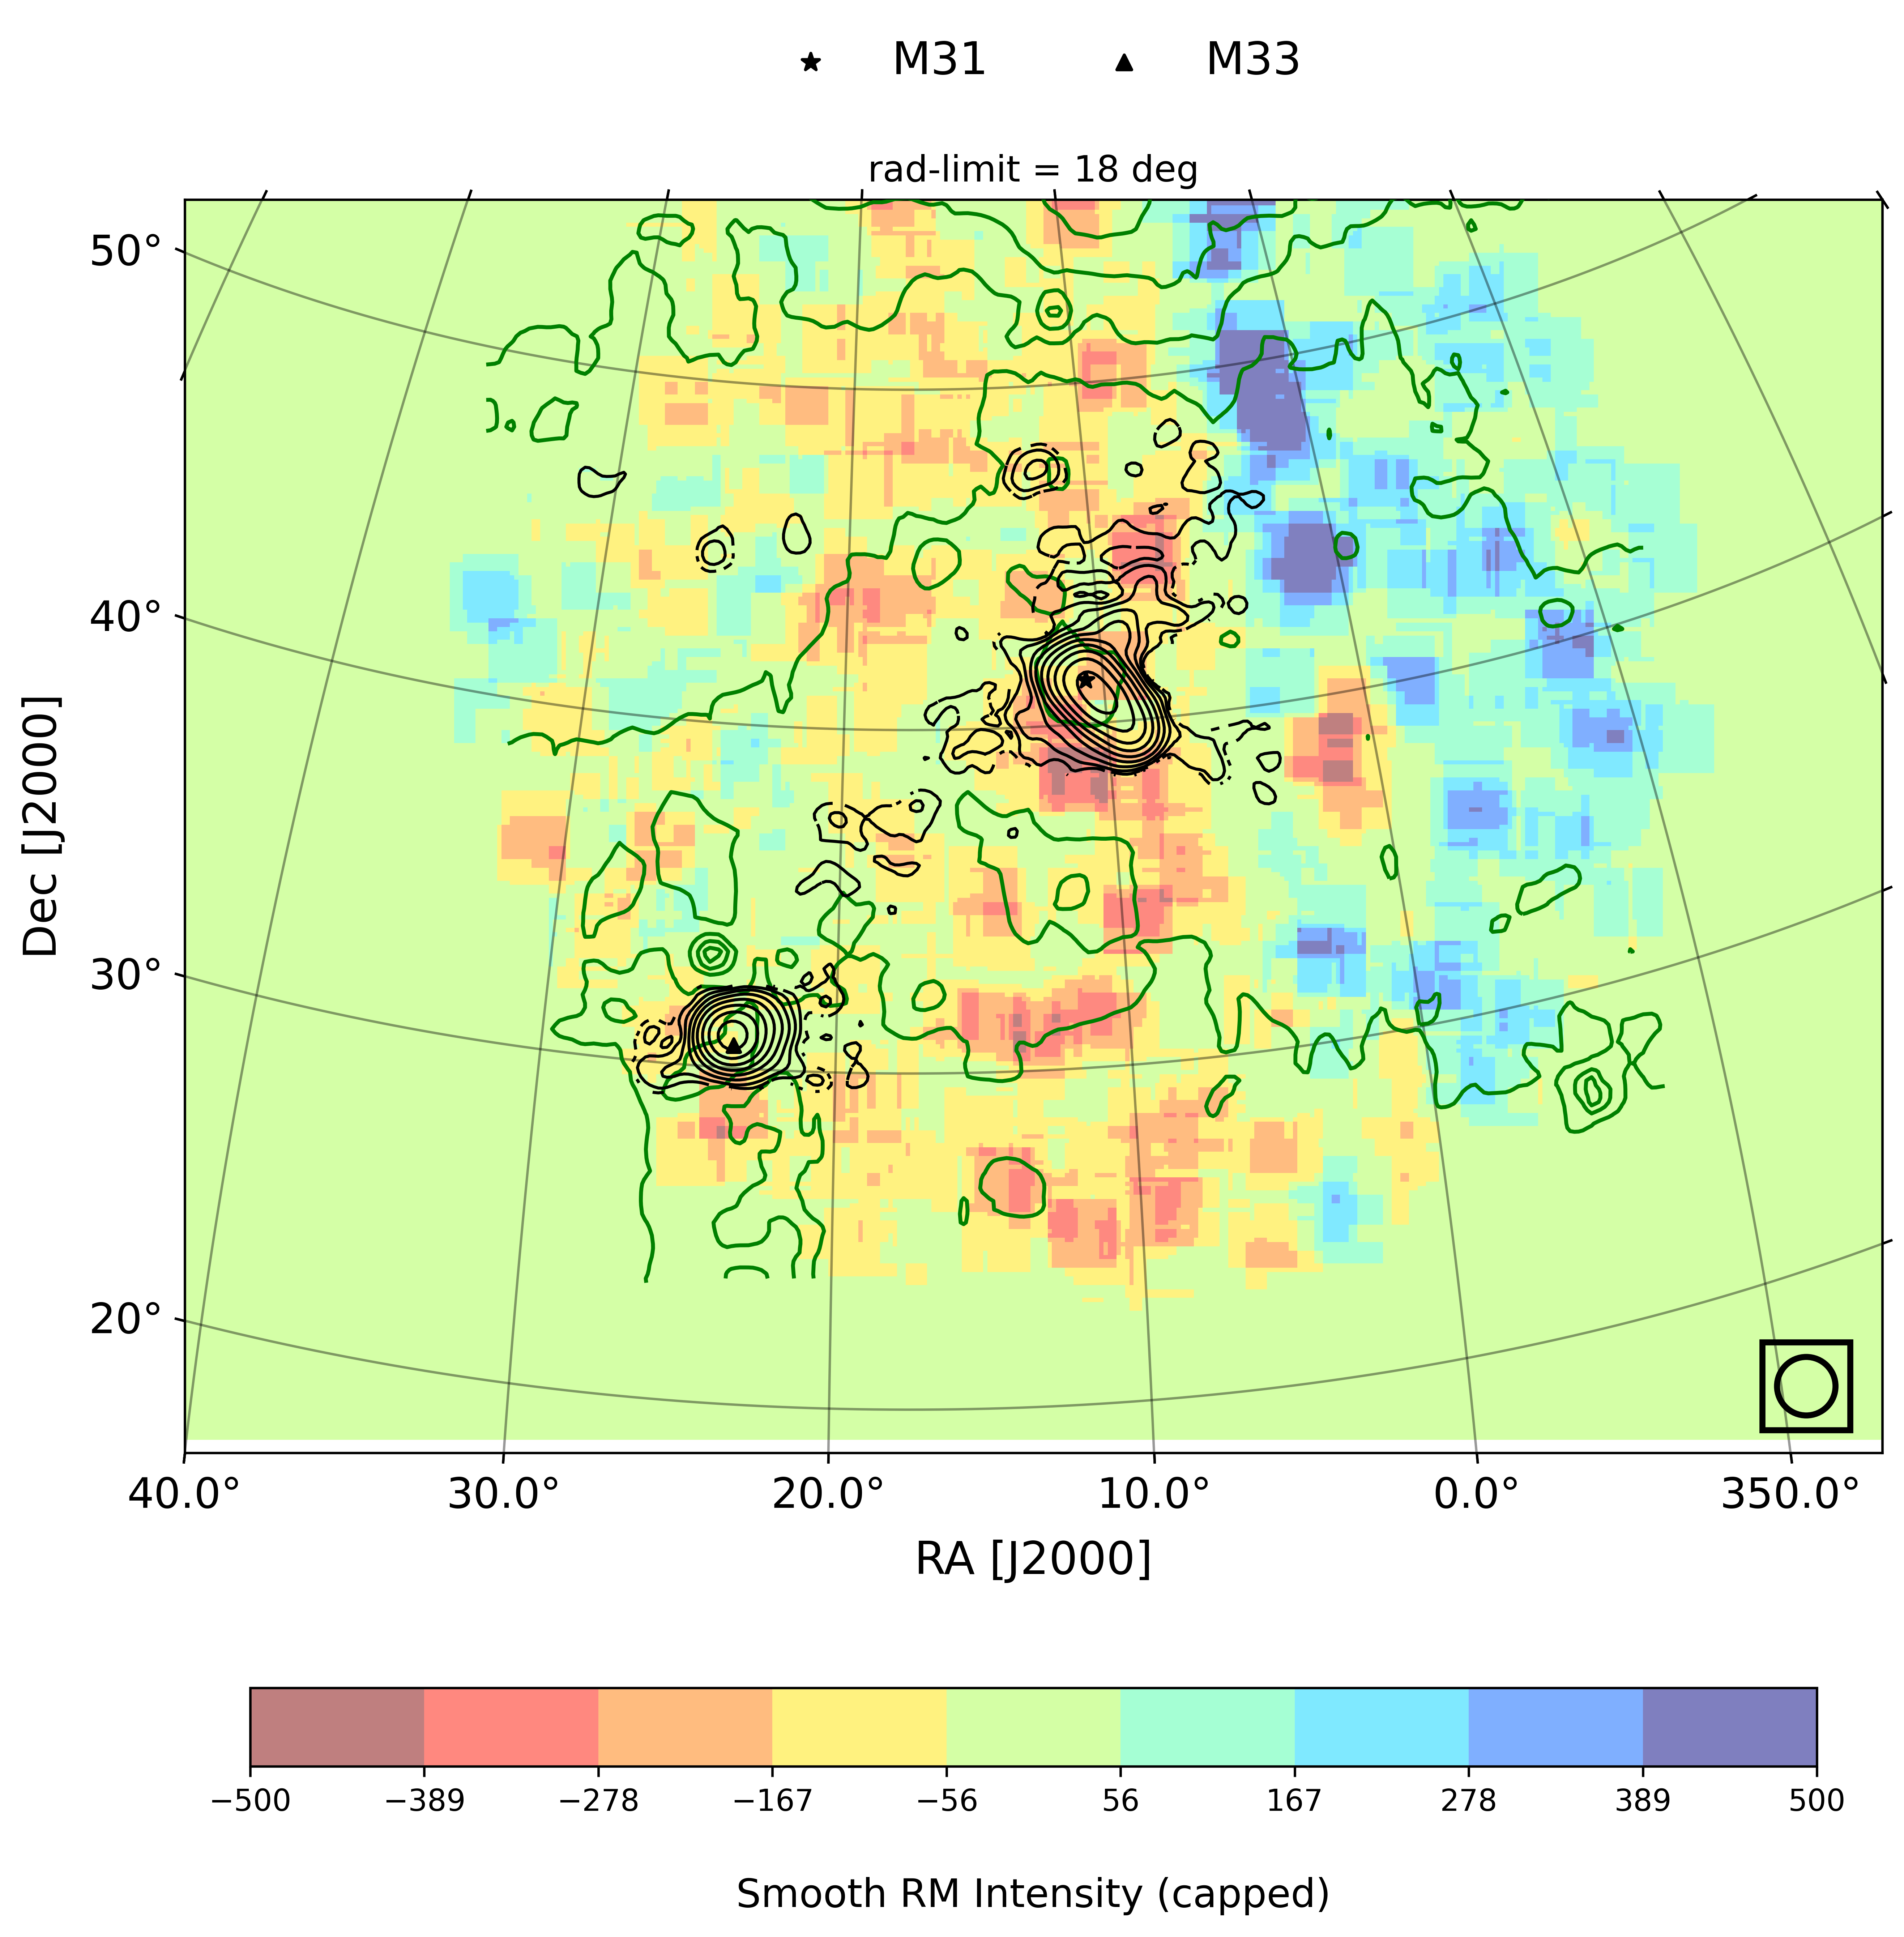 M31 M33
rad-limit = 18 deg
50°
40°
30°
20°
Dec [J2000]
40.0° 30.0° 20.0° 10.0° 0.0° 350.0°
RA [J2000]
−500 −389 −278 −167 −56 56 167 278 389 500
Smooth RM Intensity (capped)